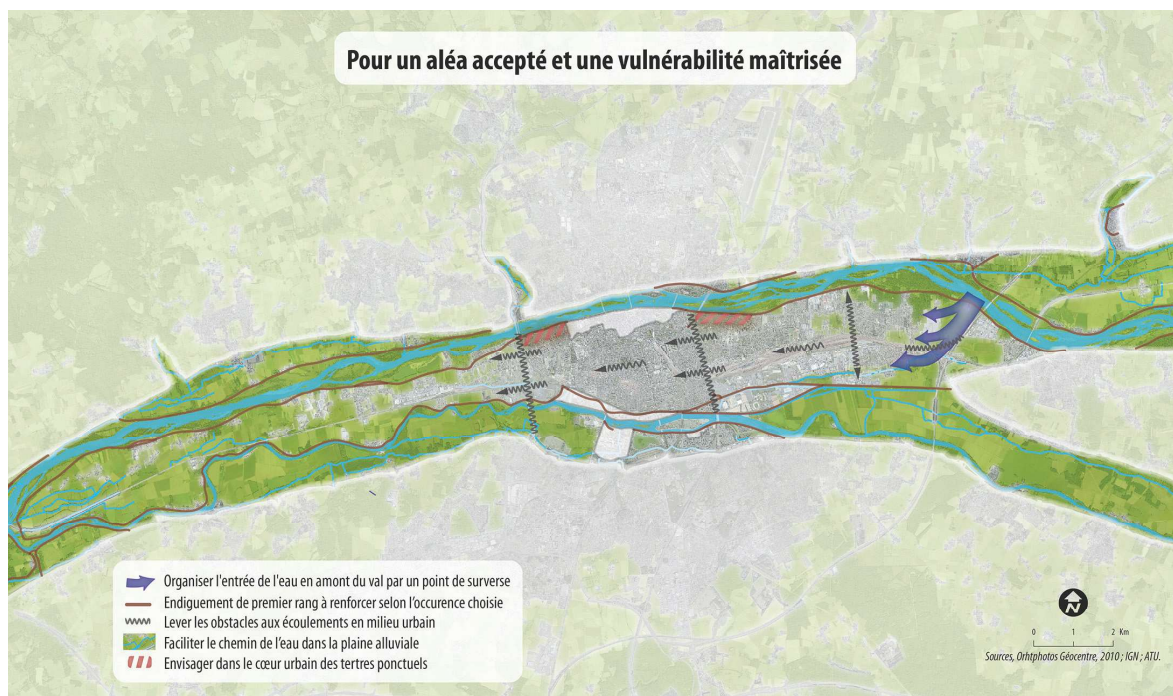 Pour un aléa accepté et une vulnérabilité maîtrisée
Organiser l'entrée de l'eau en amont du val par un point de surverse
Endiguement de premier rang à renforcer selon l'occurence choisie
Lever les obstacles aux écoulements en milieu urbain
Faciliter le chemin de l'eau dans la plaine alluviale
Envisager dans le cœur urbain des tertres ponctuels
N
0 1 2 Km
Sources, Orhtphotos Géocentre, 2010 ; IGN ; ATU.